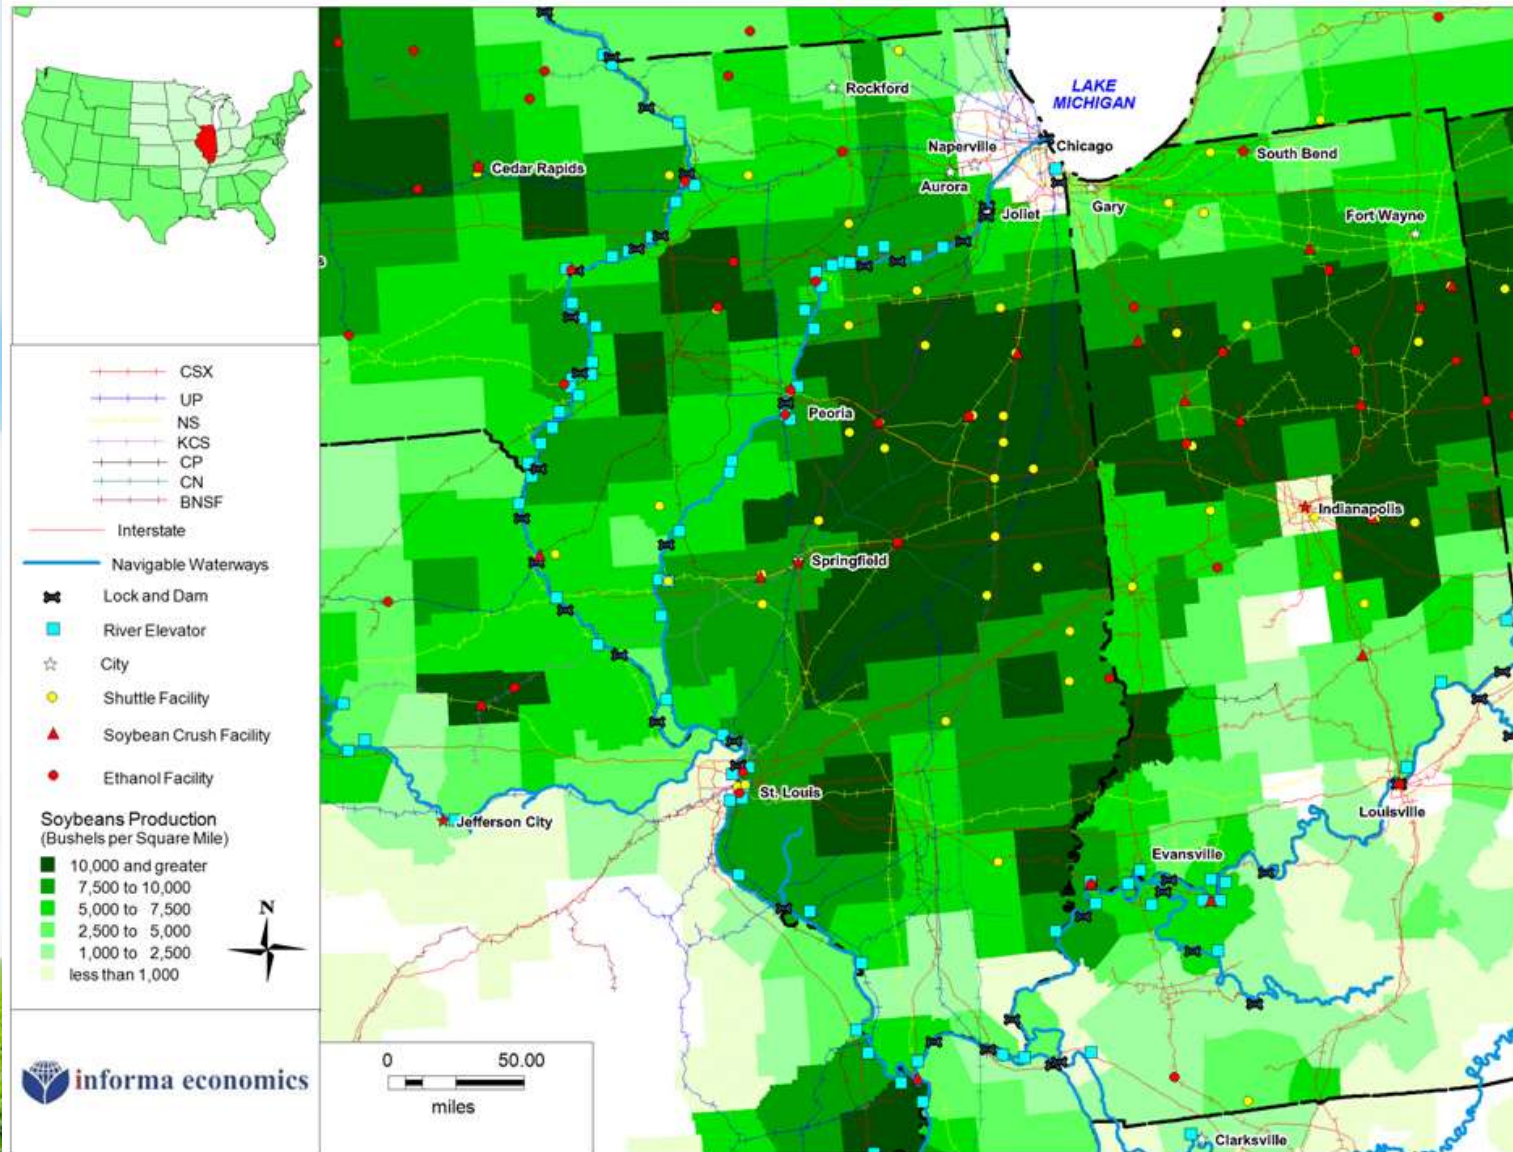 CSX
UP
NS
KCS
CP
CN
BNSF
Interstate
Navigable Waterways
Lock and Dam
River Elevator
City
Shuttle Facility
Soybean Crush Facility
Ethanol Facility
Soybeans Production
(Bushels per Square Mile)
10,000 and greater
7,500 to 10,000
5,000 to 7,500
2,500 to 5,000
1,000 to 2,500
less than 1,000
N
informa economics
0 50.00
miles
LAKE
MICHIGAN
Rockford
Naperville
Chicago
Cedar Rapids
Aurora
South Bend
Joliet
Gary
Fort Wayne
s
Peoria
Indianapolis
Springfield
St. Louis
Jefferson City
Louisville
Evansville
Clarksville